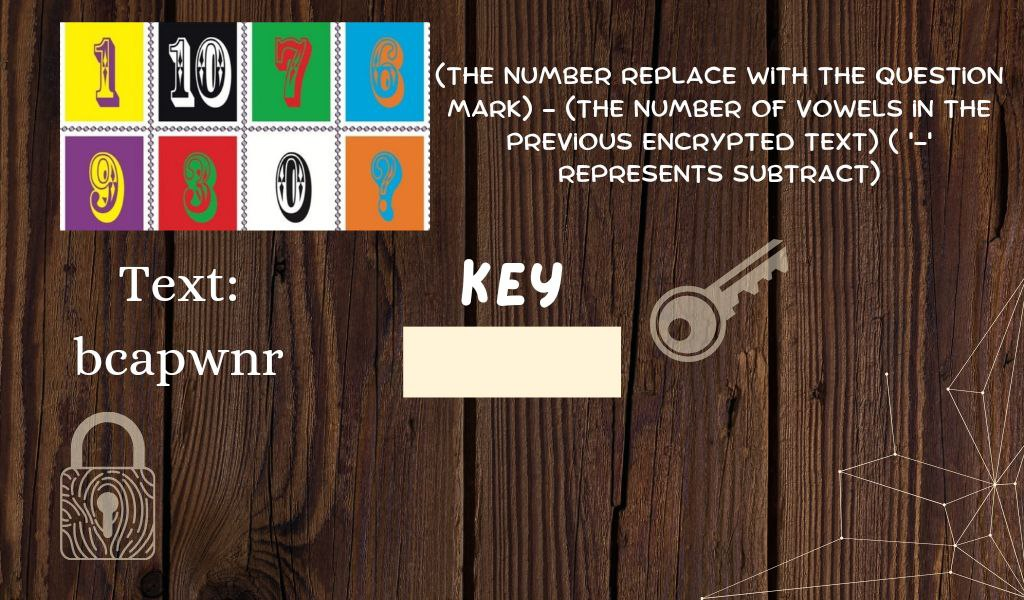 1 10 7 6
9 3 0 ?
(THE NUMBER REPLACE WITH THE QUESTION
MARK) - (THE NUMBER OF VOWELS IN THE
PREVIOUS ENCRYPTED TEXT) ( '-'
REPRESENTS SUBTRACT)
Text:
bcapwnr
KEY